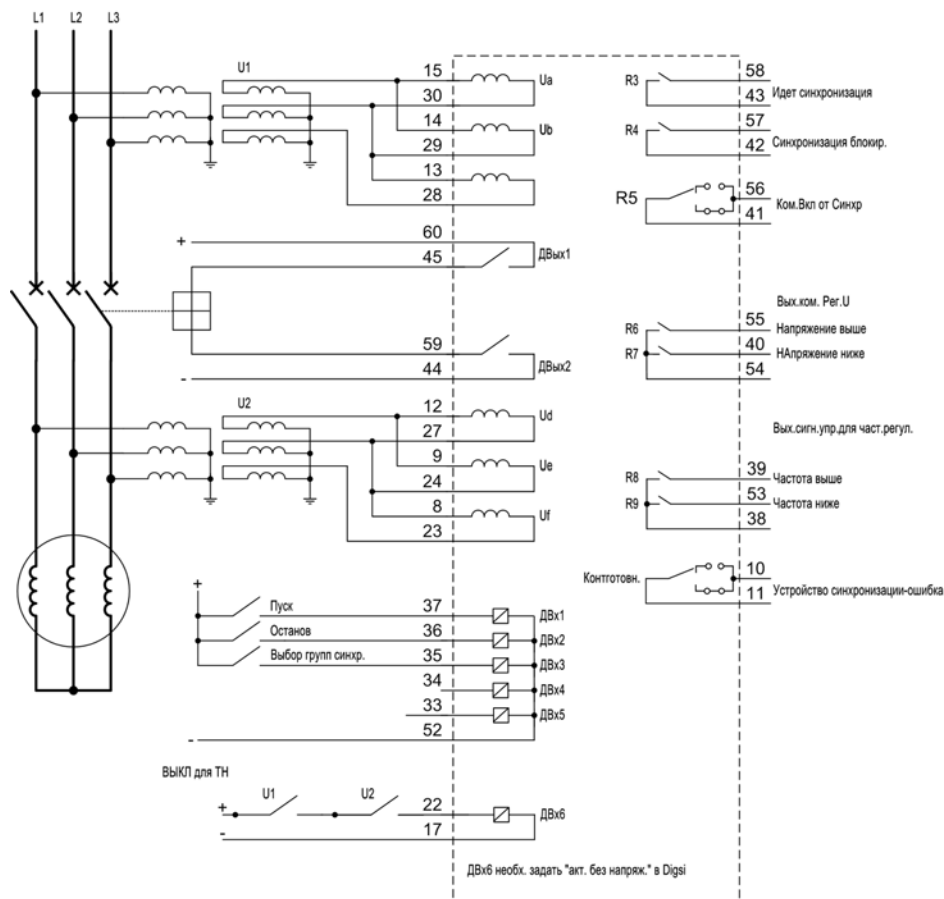 L1 L2 L3
U1
15
30
14
29
13
28
Ua
Ub
60
45
ДВых1
+
59
44
ДВых2
-
U2
12
27
9
24
8
23
Ud
Ue
Uf
+
Пуск
37
ДВх1
Останов
36
ДВх2
Выбор групп синхр.
35
ДВх3
34
ДВх4
33
ДВх5
52
-
ВЫКЛ для ТН
+
U1
U2
22
ДВх6
-
17
ДВх6 необх. задать "акт. без напряж." в Digsi
R3
58
43
Идет синхронизация
R4
57
42
Синхронизация блокир.
R5
56
41
Ком.Вкл от Синхр
Вых.ком. Рег.U
R6
55
Напряжение выше
R7
40
НАпряжение ниже
54
Вых.сигн.упр.для част.регул.
R8
39
Частота выше
R9
53
Частота ниже
38
Контготовн.
10
11
Устройство синхронизации-ошибка